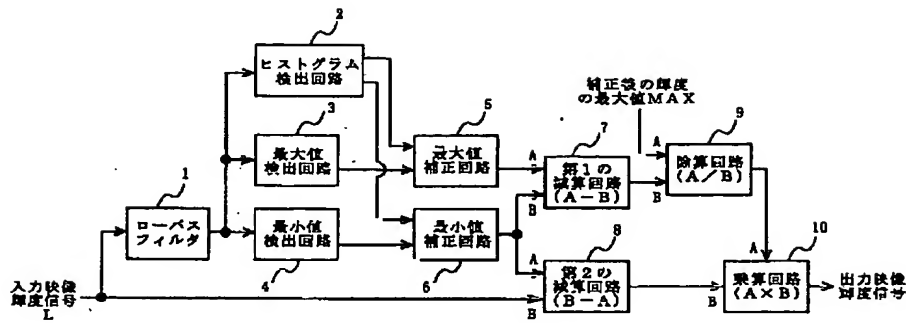 2
ヒストグラム
検出回路
3
最大値
検出回路
5
最大値
補正回路
補正後の輝度
の最大値MAX
7
A
第1の
減算回路
(A-B)
B
9
A
除算回路
(A/B)
B
1
ローパス
フィルタ
最小値
検出回路
4
最小値
補正回路
6
8
A
第2の
減算回路
(B-A)
B
10
A
乗算回路
(A×B)
B
入力映像
輝度信号
L
出力映像
輝度信号